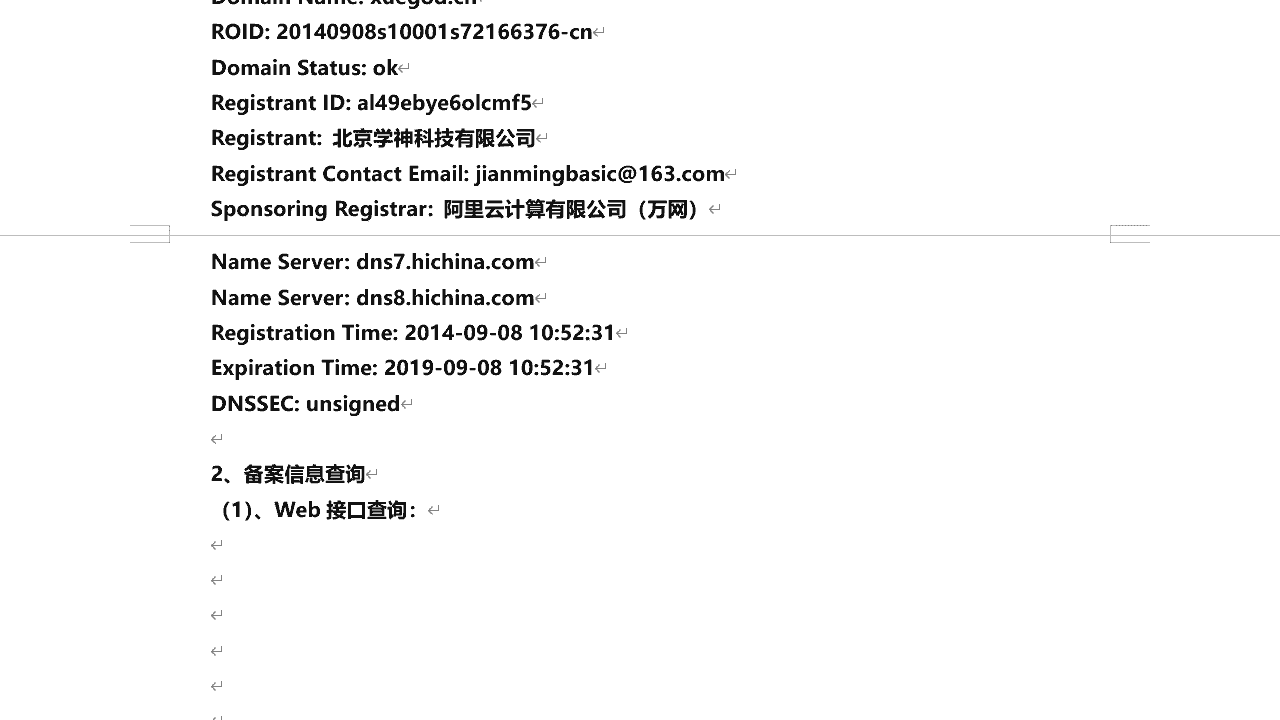 Domain Name: xuegod.cn
ROID: 20140908s10001s72166376-cn
Domain Status: ok
Registrant ID: al49ebye6olcmf5
Registrant: 北京学神科技有限公司
Registrant Contact Email: jianmingbasic@163.com
Sponsoring Registrar: 阿里云计算有限公司（万网）
Name Server: dns7.hichina.com
Name Server: dns8.hichina.com
Registration Time: 2014-09-08 10:52:31
Expiration Time: 2019-09-08 10:52:31
DNSSEC: unsigned
2、备案信息查询
（1）、Web 接口查询：